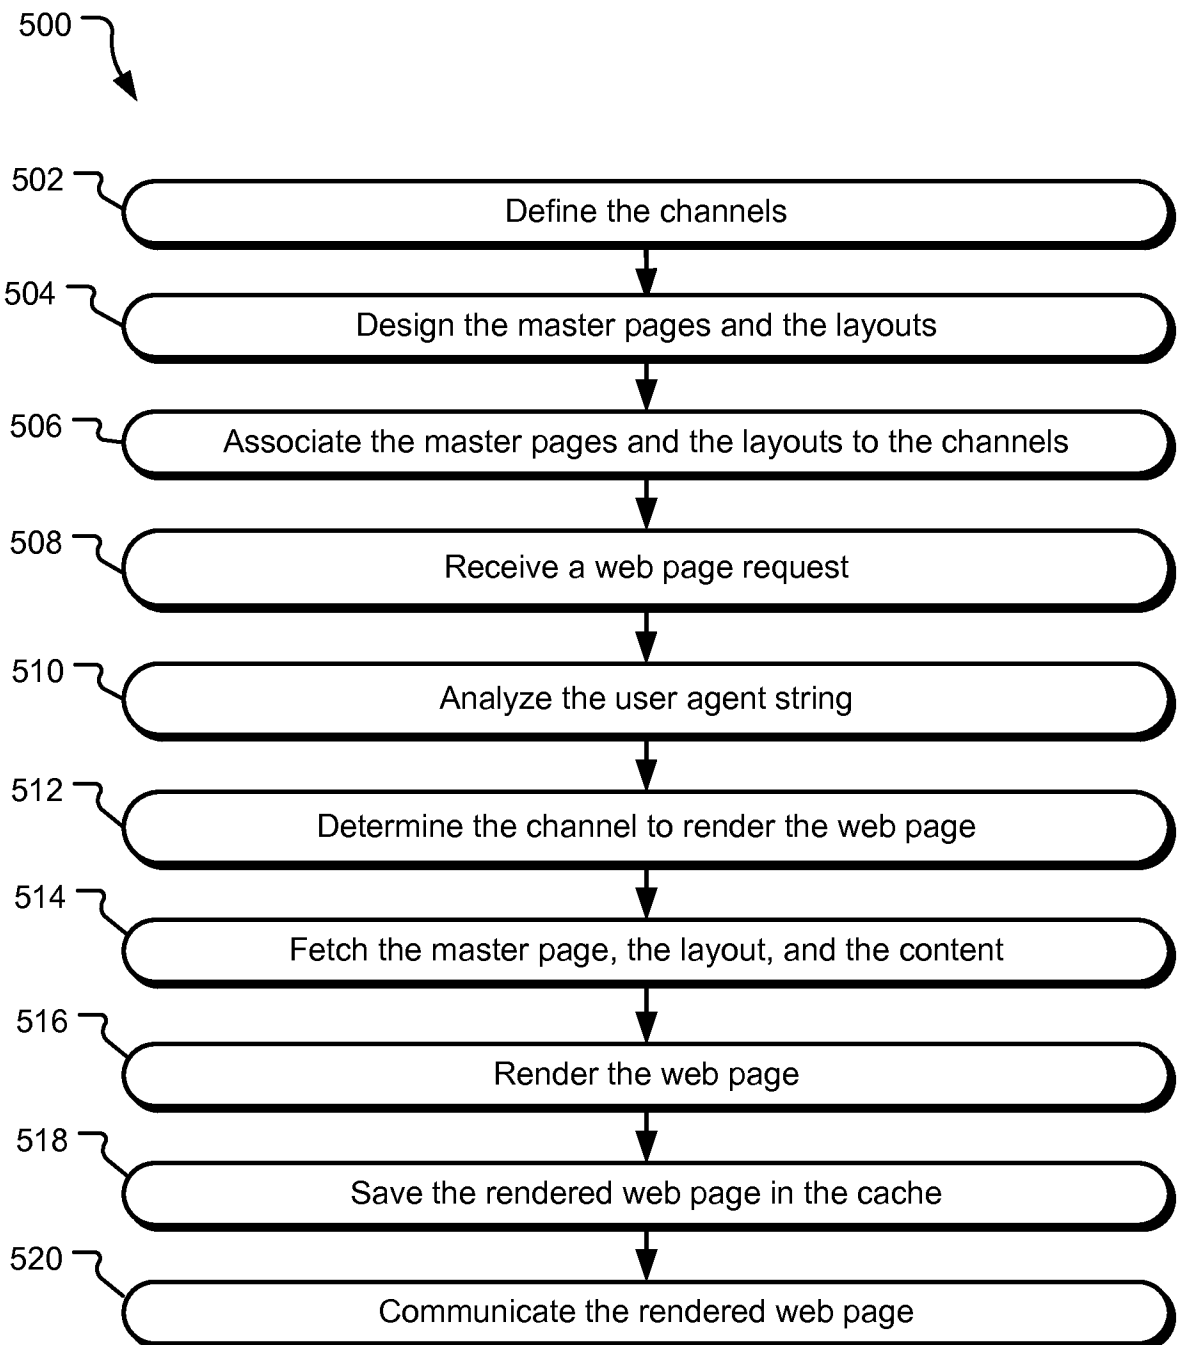 500
502
Define the channels
504
Design the master pages and the layouts
506
Associate the master pages and the layouts to the channels
508
Receive a web page request
510
Analyze the user agent string
512
Determine the channel to render the web page
514
Fetch the master page, the layout, and the content
516
Render the web page
518
Save the rendered web page in the cache
520
Communicate the rendered web page